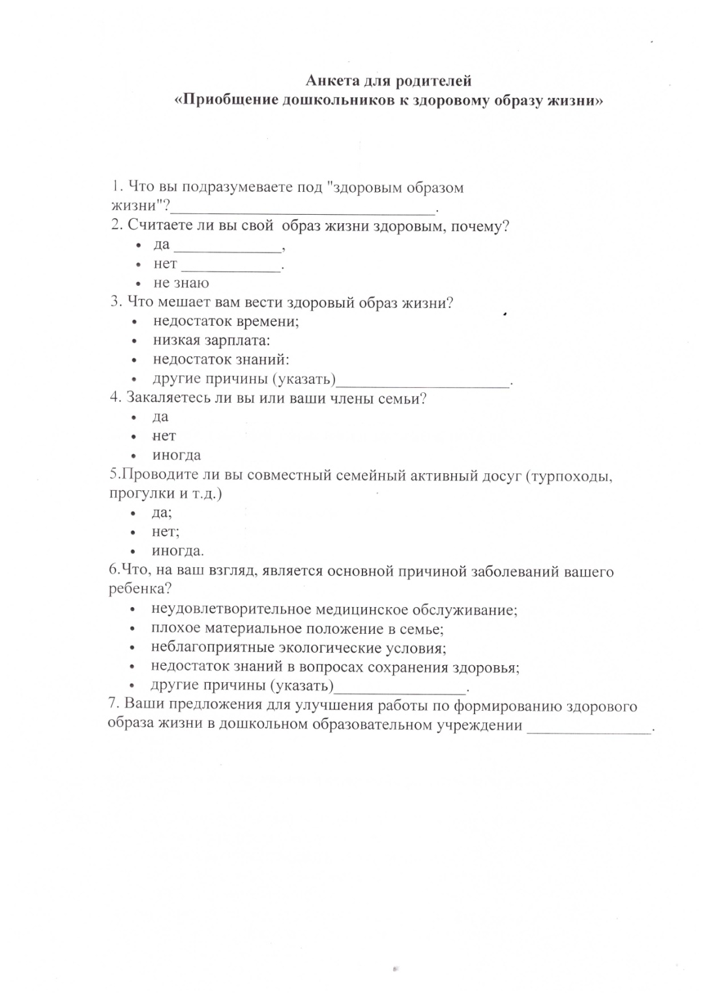 Анкета для родителей
«Приобщение дошкольников к здоровому образу жизни»
1. Что вы подразумеваете под "здоровым образом
жизни"?______________________________.
2. Считаете ли вы свой  образ жизни здоровым, почему?
• да ____________,
• нет ___________.
• не знаю
3. Что мешает вам вести здоровый образ жизни?
• недостаток времени;
• низкая зарплата:
• недостаток знаний:
• другие причины (указать)____________________.
4. Закаляетесь ли вы или ваши члены семьи?
• да
• нет
• иногда
5.Проводите ли вы совместный семейный активный досуг (турпоходы,
прогулки и т.д.)
• да;
• нет;
• иногда.
6.Что, на ваш взгляд, является основной причиной заболеваний вашего
ребенка?
• неудовлетворительное медицинское обслуживание;
• плохое материальное положение в семье;
• неблагоприятные экологические условия;
• недостаток знаний в вопросах сохранения здоровья;
• другие причины (указать)_______________.
7. Ваши предложения для улучшения работы по формированию здорового
образа жизни в дошкольном образовательном учреждении ______________.